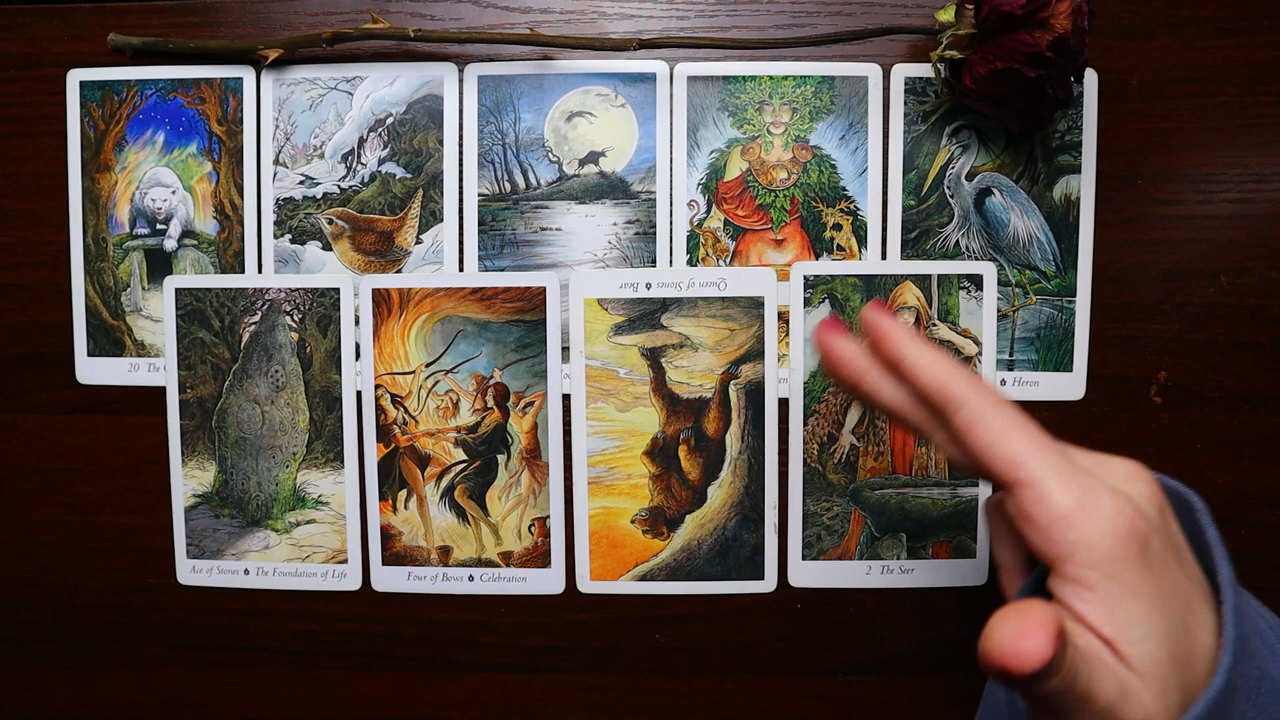 20 The
Heron
Ace of Stones The Foundation of Life
Four of Bows Celebration
Queen of Stones Bear
2 The Seer